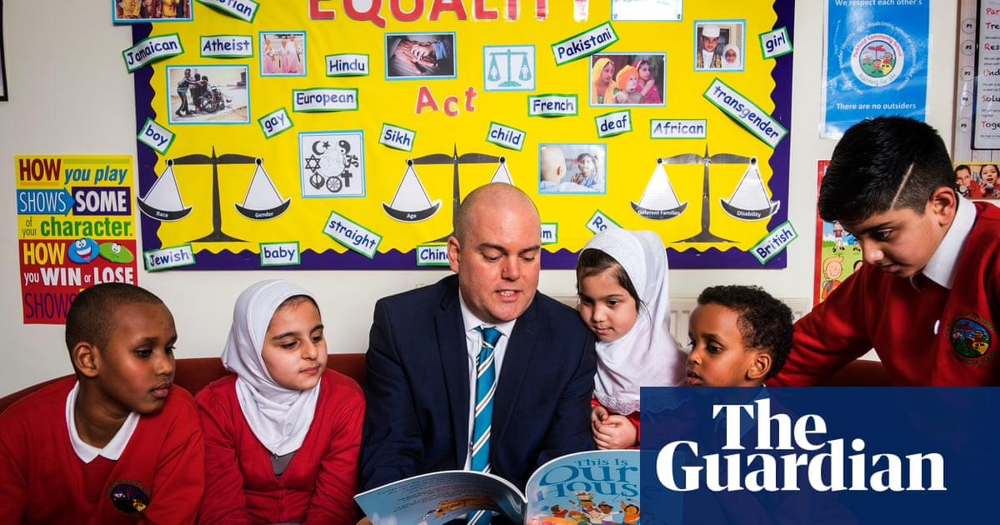 EQUALITY
Act
Jamaican
Atheist
Hindu
Pakistani
girl
European
gay
boy
Sikh
child
French
deaf
African
transgender
Race
Gender
Age
Different Families
Disability
straight
Jewish
baby
British
HOW you play
SHOWS SOME
of your character.
HOW
you WIN or LOSE
SHOWS
We respect each other's
There are no outsiders
This Is
Our
House
The
Guardian